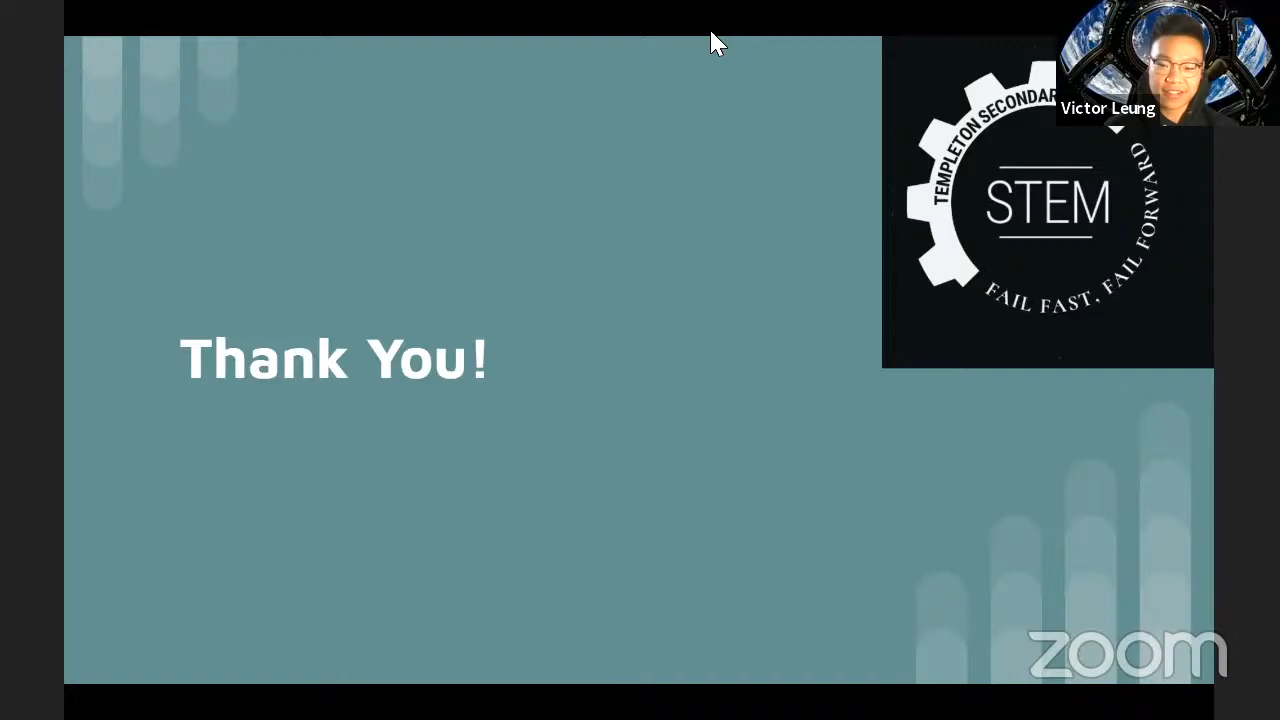 Victor Leung
TEMPLETON SECONDAR
STEM
FAIL FAST, FAIL FORWARD
Thank You!
zoom